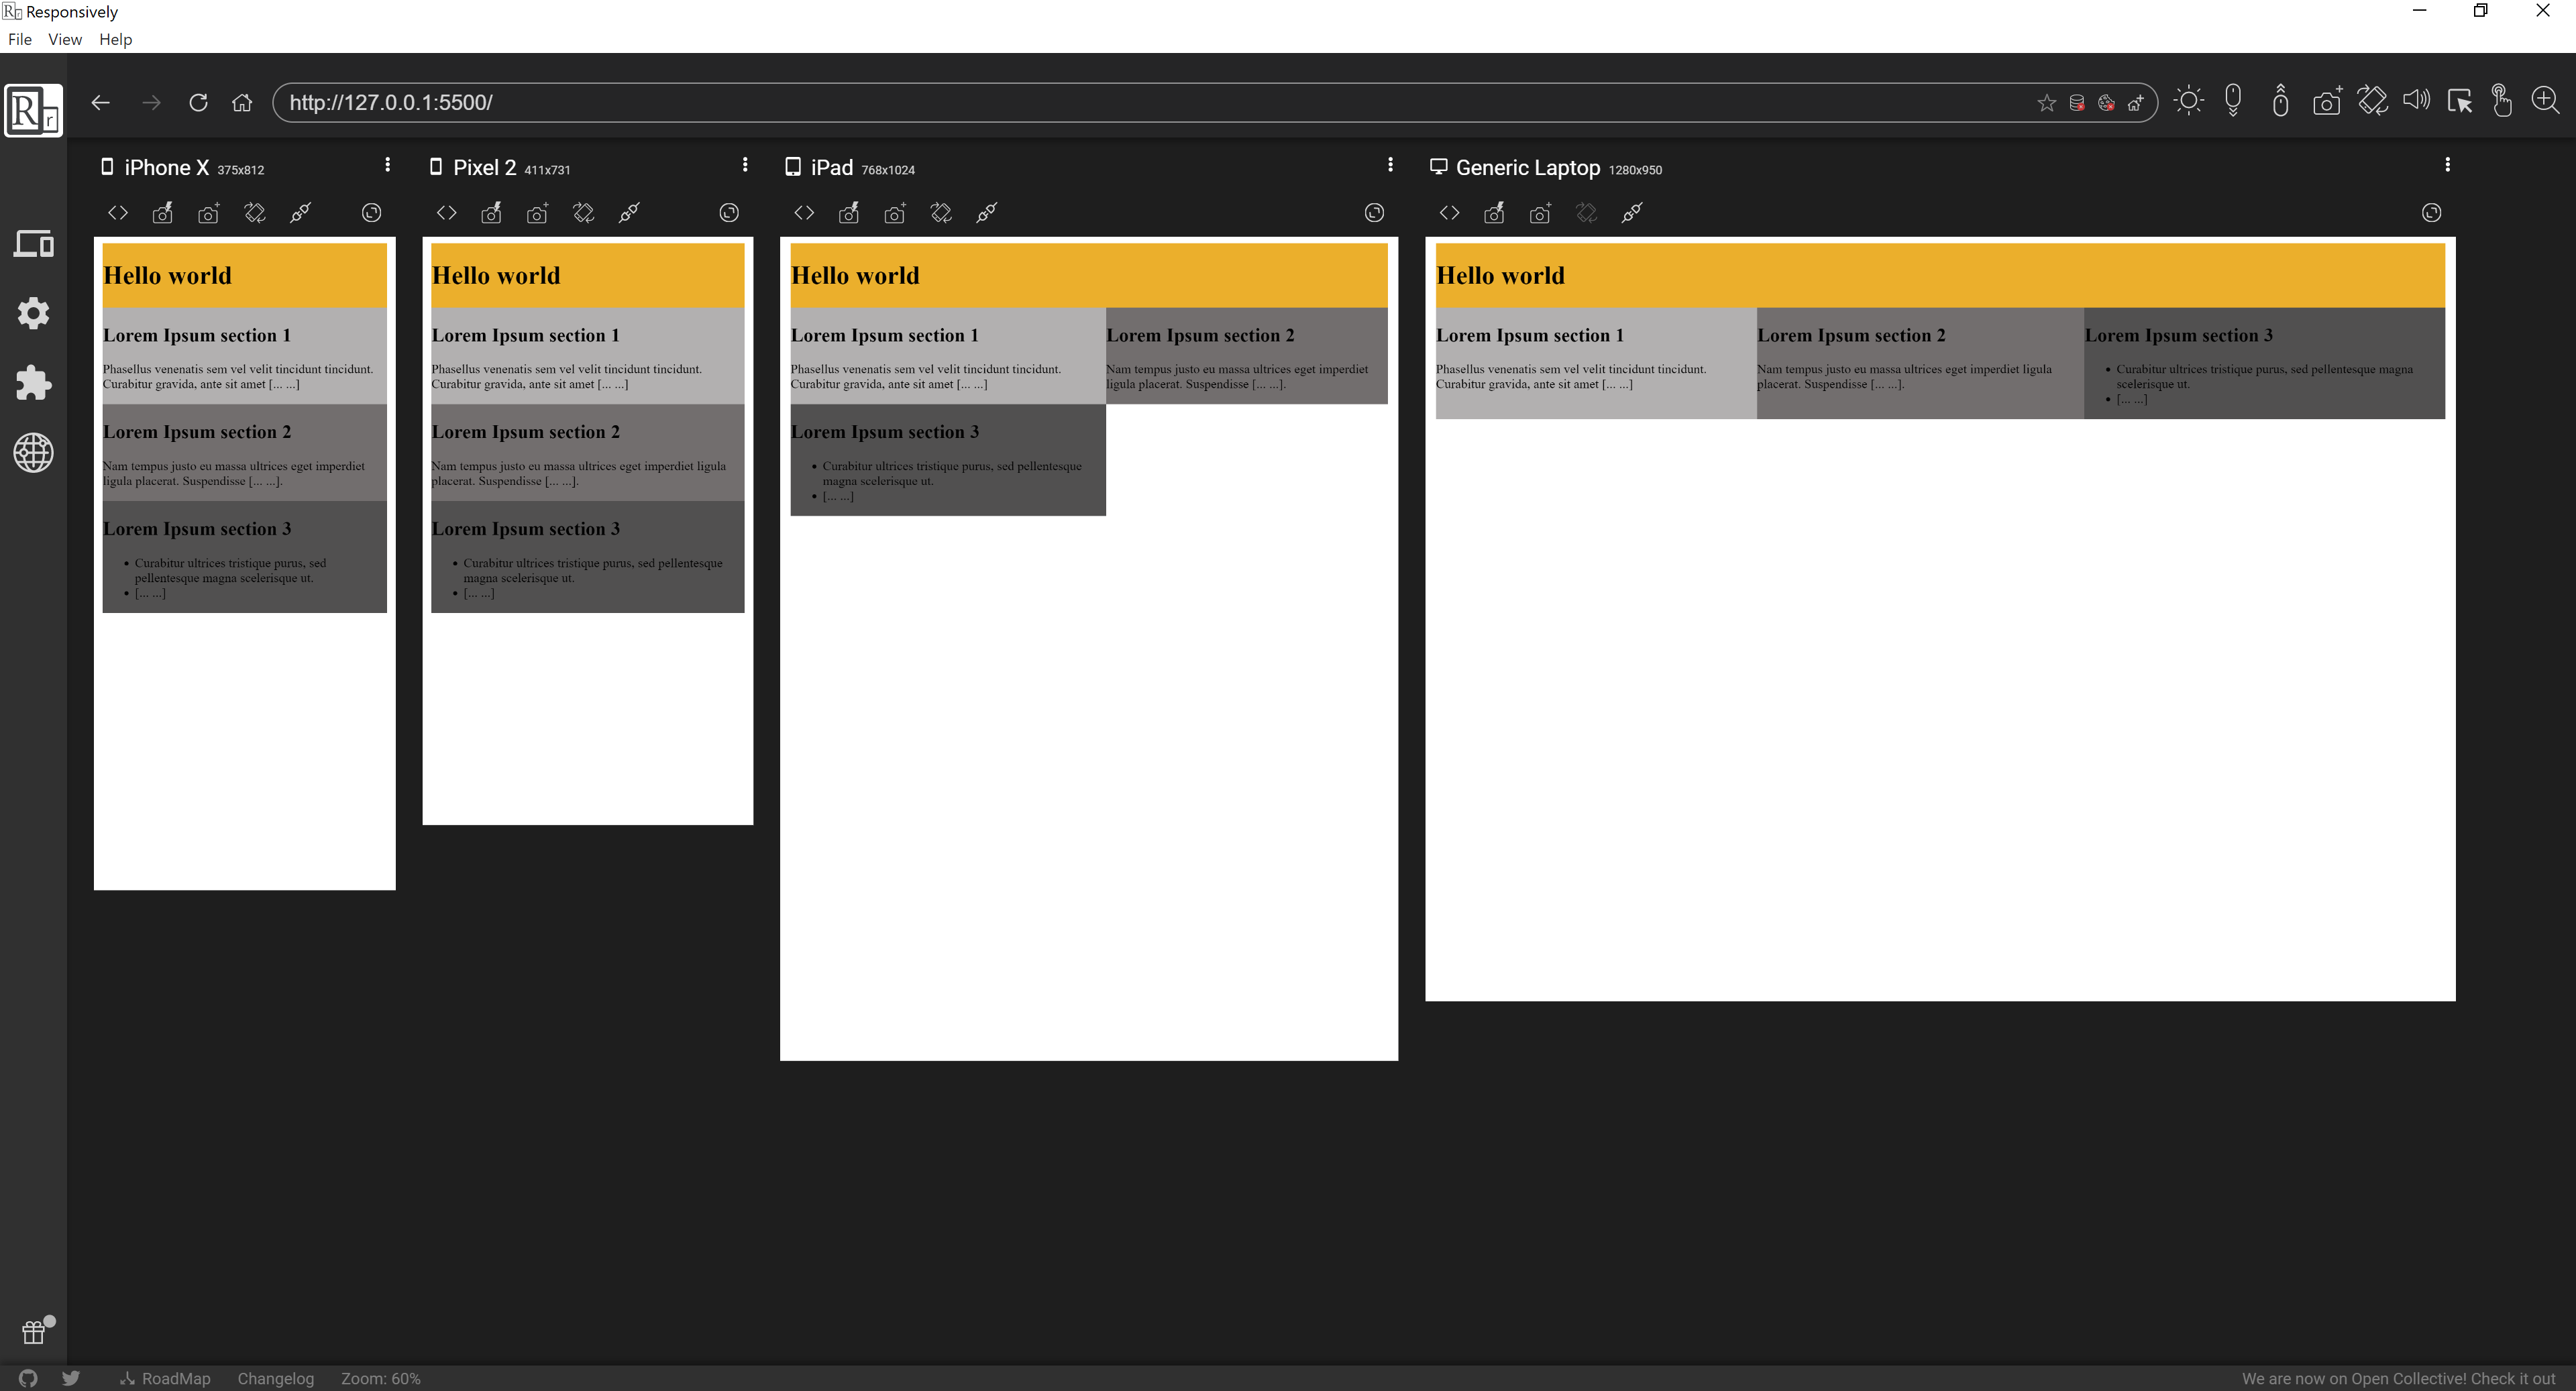 Rr Responsively
File View Help
Rr
http://127.0.0.1:5500/
iPhone X 375x812
Hello world
Lorem Ipsum section 1
Phasellus venenatis sem vel velit tincidunt tincidunt.
Curabitur gravida, ante sit amet [... ...]
Lorem Ipsum section 2
Nam tempus justo eu massa ultrices eget imperdiet
ligula placerat. Suspendisse [... ...].
Lorem Ipsum section 3
• Curabitur ultrices tristique purus, sed
pellentesque magna scelerisque ut.
• [... ...]
Pixel 2 411x731
Hello world
Lorem Ipsum section 1
Phasellus venenatis sem vel velit tincidunt tincidunt.
Curabitur gravida, ante sit amet [... ...]
Lorem Ipsum section 2
Nam tempus justo eu massa ultrices eget imperdiet ligula
placerat. Suspendisse [... ...].
Lorem Ipsum section 3
• Curabitur ultrices tristique purus, sed pellentesque
magna scelerisque ut.
• [... ...]
iPad 768x1024
Hello world
Lorem Ipsum section 1
Phasellus venenatis sem vel velit tincidunt tincidunt.
Curabitur gravida, ante sit amet [... ...]
Lorem Ipsum section 2
Nam tempus justo eu massa ultrices eget imperdiet
ligula placerat. Suspendisse [... ...].
Lorem Ipsum section 3
• Curabitur ultrices tristique purus, sed pellentesque
magna scelerisque ut.
• [... ...]
Generic Laptop 1280x950
Hello world
Lorem Ipsum section 1
Phasellus venenatis sem vel velit tincidunt tincidunt.
Curabitur gravida, ante sit amet [... ...]
Lorem Ipsum section 2
Nam tempus justo eu massa ultrices eget imperdiet ligula
placerat. Suspendisse [... ...].
Lorem Ipsum section 3
• Curabitur ultrices tristique purus, sed pellentesque magna
scelerisque ut.
• [... ...]
RoadMap Changelog Zoom: 60% We are now on Open Collective! Check it out